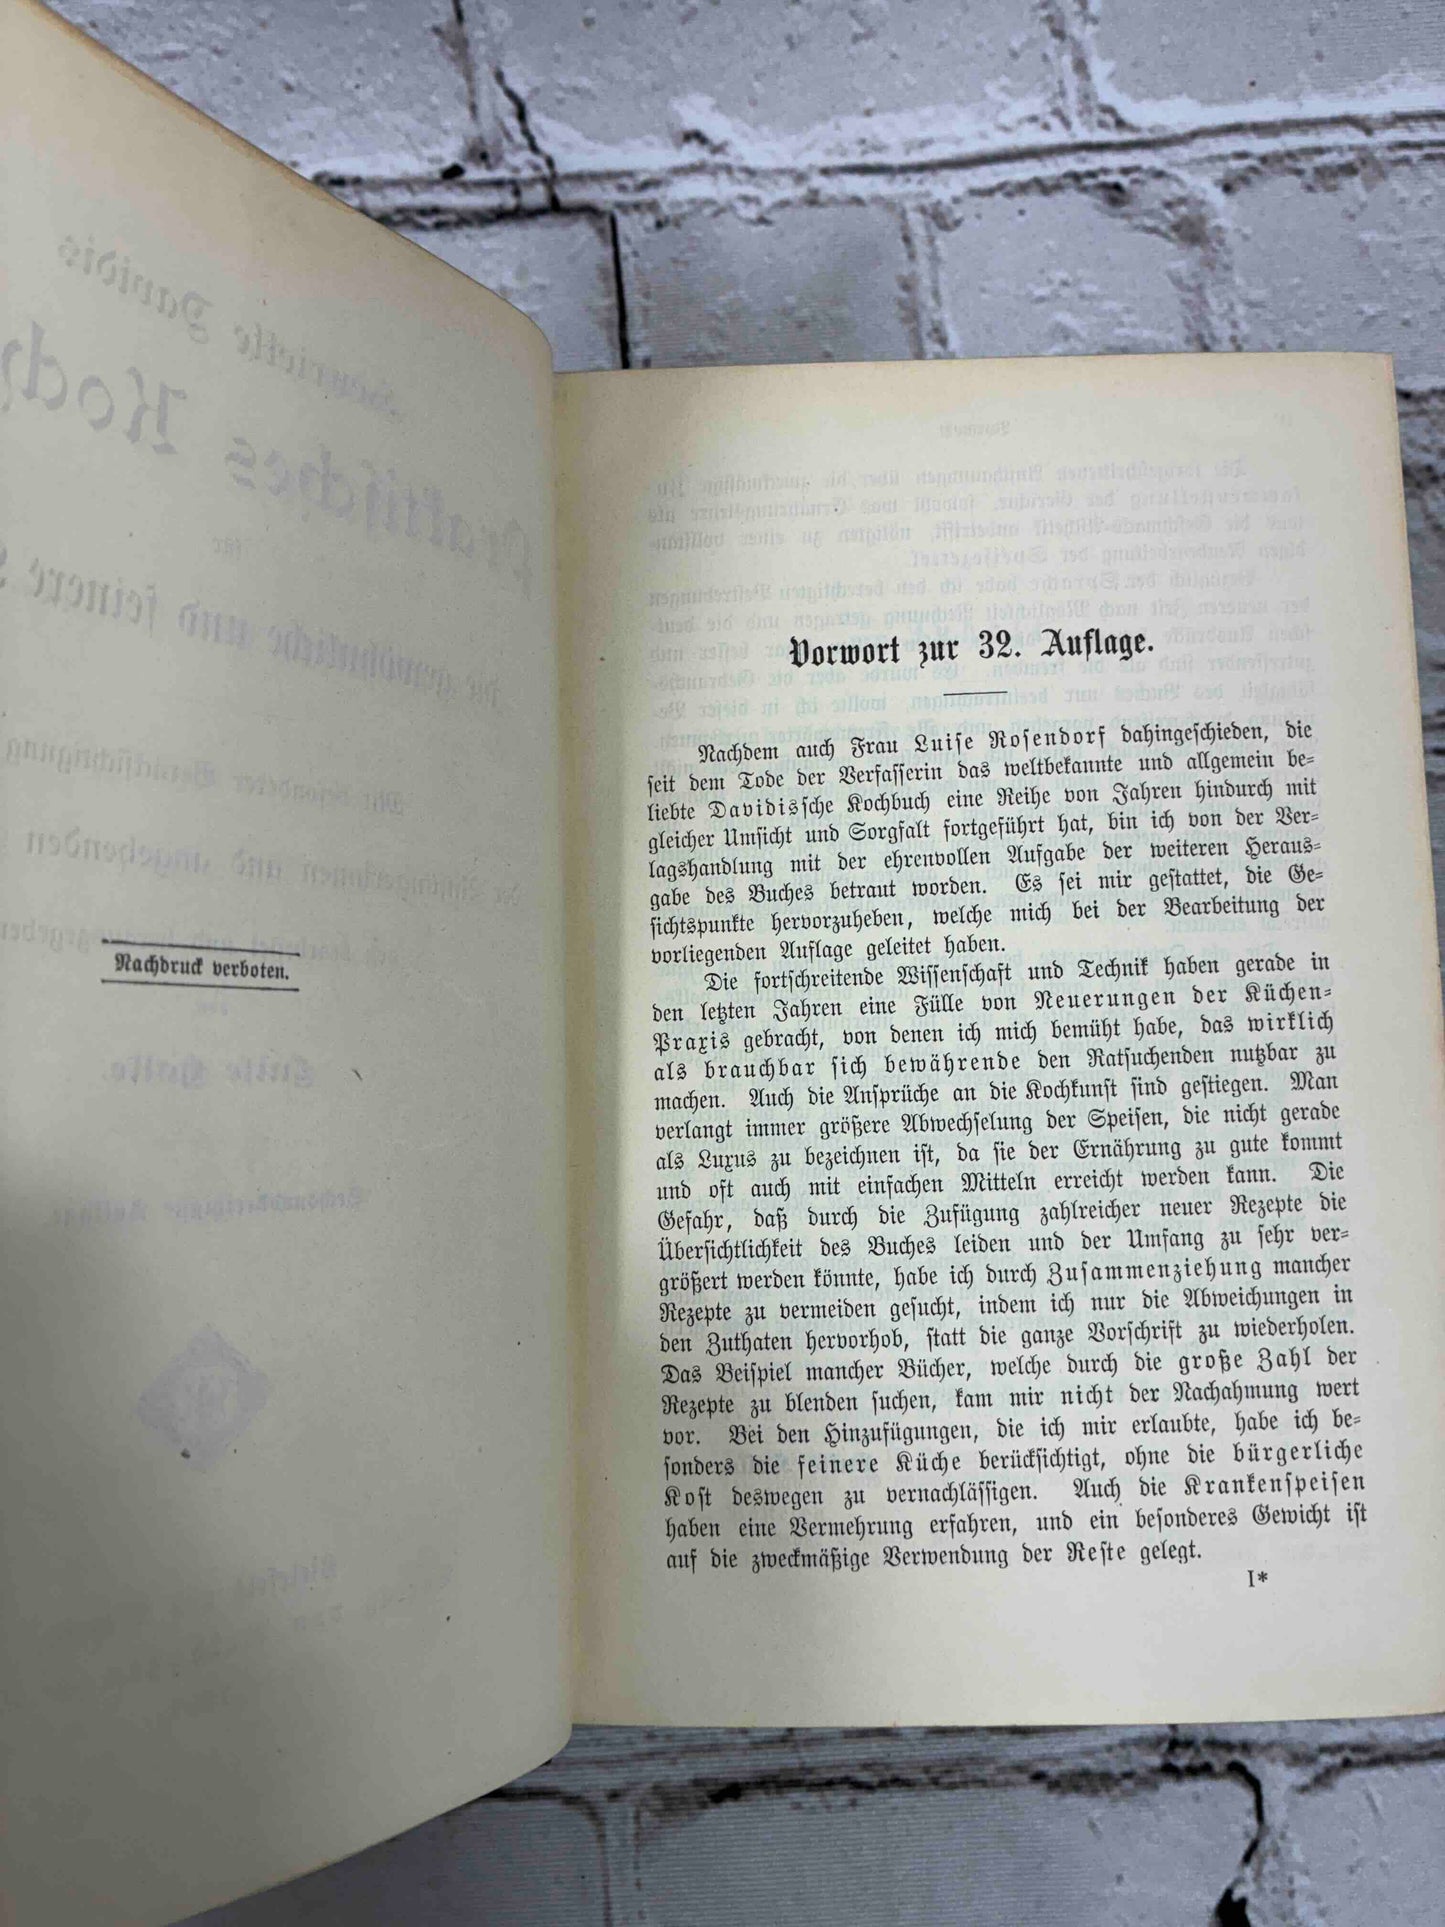 Nachdruck verboten.
Vorwort zur 32. Auflage.
Nachdem auch Frau Luise Rosendorf dahingeschieden, die
seit dem Tode der Verfasserin das weltbekannte und allgemein be-
liebte Davidissche Kochbuch eine Reihe von Jahren hindurch mit
gleicher Umsicht und Sorgfalt fortgeführt hat, bin ich von der Ver-
lagshandlung mit der ehrenvollen Aufgabe der weiteren Heraus-
gabe des Buches betraut worden. Es sei mir gestattet, die Ge-
sichtspunkte hervorzuheben, welche mich bei der Bearbeitung der
vorliegenden Auflage geleitet haben.
Die fortschreitende Wissenschaft und Technik haben gerade in
den letzten Jahren eine Fülle von Neuerungen der Küchen-
Praxis gebracht, von denen ich mich bemüht habe, das wirklich
als brauchbar sich bewährende den Ratsuchenden nutzbar zu
machen. Auch die Ansprüche an die Kochkunst sind gestiegen. Man
verlangt immer größere Abwechselung der Speisen, die nicht gerade
als Luxus zu bezeichnen ist, da sie der Ernährung zu gute kommt
und oft auch mit einfachen Mitteln erreicht werden kann. Die
Gefahr, daß durch die Zufügung zahlreicher neuer Rezepte die
Übersichtlichkeit des Buches leiden und der Umfang zu sehr ver-
größert werden könnte, habe ich durch Zusammenziehung mancher
Rezepte zu vermeiden gesucht, indem ich nur die Abweichungen in
den Zuthaten hervorhob, statt die ganze Vorschrift zu wiederholen.
Das Beispiel mancher Bücher, welche durch die große Zahl der
Rezepte zu blenden suchen, kam mir nicht der Nachahmung wert
vor. Bei den Hinzufügungen, die ich mir erlaubte, habe ich be-
sonders die feinere Küche berücksichtigt, ohne die bürgerliche
Kost deswegen zu vernachlässigen. Auch die Krankenspeisen
haben eine Vermehrung erfahren, und ein besonderes Gewicht ist
auf die zweckmäßige Verwendung der Reste gelegt.
I*